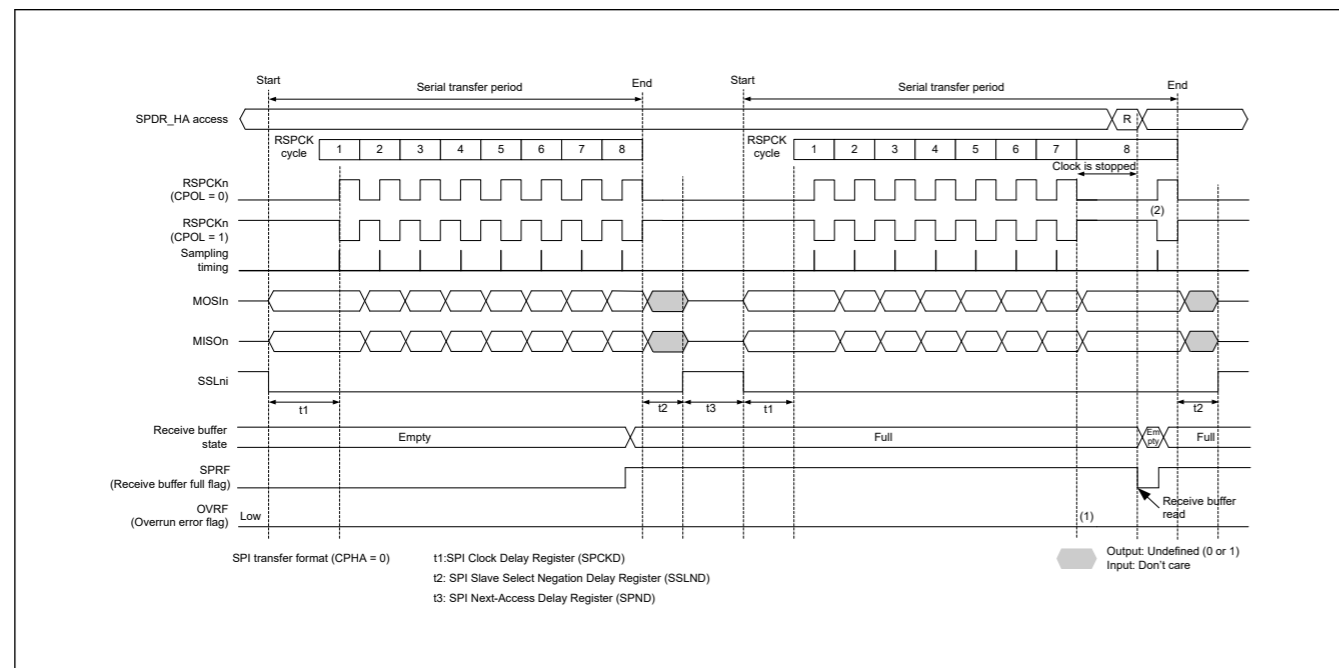 Start
End
Start
End
Serial transfer period
Serial transfer period
SPDR_HA access
R
RSPCK
cycle
1 2 3 4 5 6 7 8
RSPCK
cycle
1 2 3 4 5 6 7 8
Clock is stopped
RSPCKn
(CPOL = 0)
RSPCKn
(CPOL = 1)
(2)
Sampling
timing
MOSIn
MISOn
SSLni
t1
t2
t3
t1
t2
Receive buffer
state
Empty
Full
Em
pty
Full
SPRF
(Receive buffer full flag)
Receive buffer
read
OVRF
(Overrun error flag)
Low
(1)
SPI transfer format (CPHA = 0)
t1:SPI Clock Delay Register (SPCKD)
t2: SPI Slave Select Negation Delay Register (SSLND)
t3: SPI Next-Access Delay Register (SPND)
Output: Undefined (0 or 1)
Input: Don't care